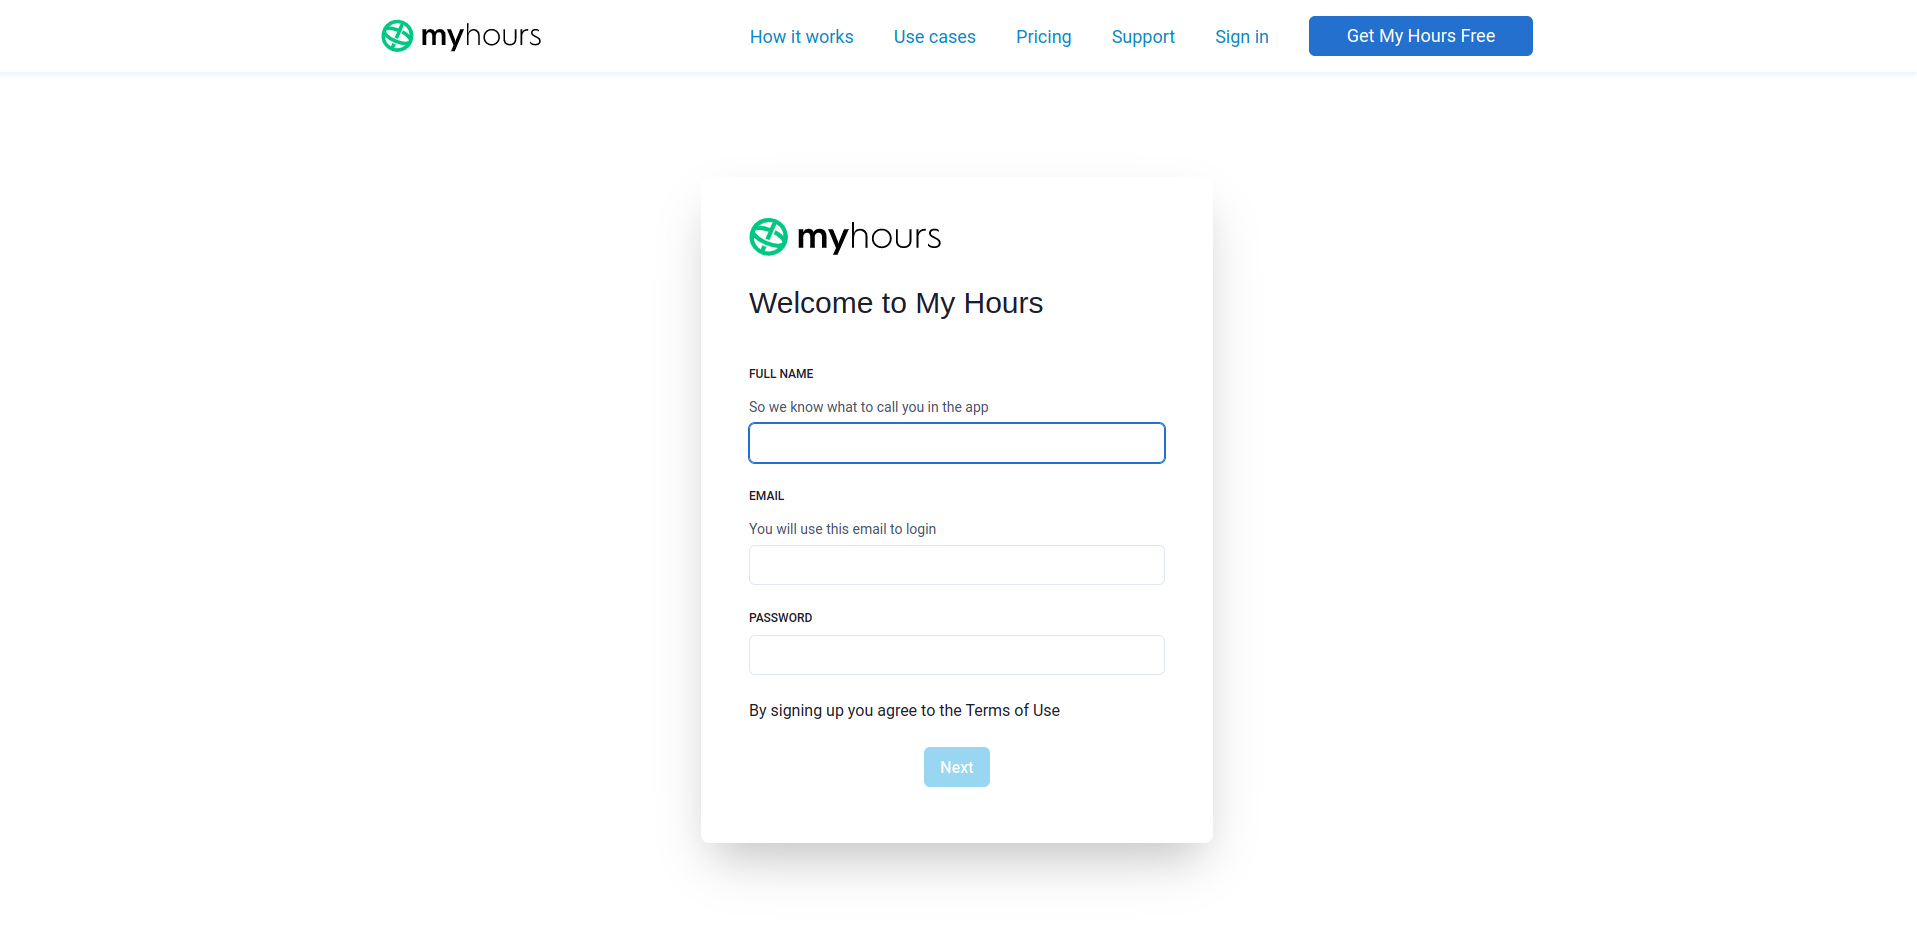 myhours
How it works
Use cases
Pricing
Support
Sign in
Get My Hours Free
myhours
Welcome to My Hours
FULL NAME
So we know what to call you in the app
EMAIL
You will use this email to login
PASSWORD
By signing up you agree to the Terms of Use
Next